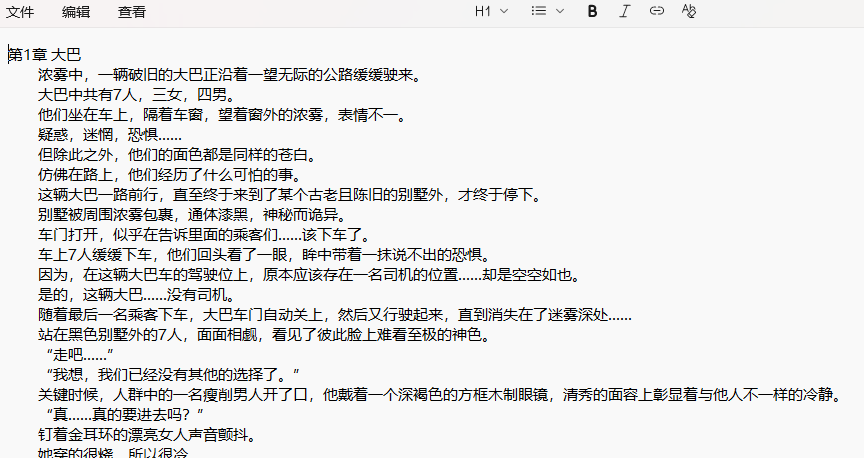 文件 编辑 查看 H1 B I
第1章 大巴
浓雾中，一辆破旧的大巴正沿着一望无际的公路缓缓驶来。
大巴中共有7人，三女，四男。
他们坐在车上，隔着车窗，望着窗外的浓雾，表情不一。
疑惑，迷惘，恐惧......
但除此之外，他们的面色都是同样的苍白。
仿佛在路上，他们经历了什么可怕的事。
这辆大巴一路前行，直至终于来到了某个古老且陈旧的别墅外，才终于停下。
别墅被周围浓雾包裹，通体漆黑，神秘而诡异。
车门打开，似乎在告诉里面的乘客们......该下车了。
车上7人缓缓下车，他们回头看了一眼，眸中带着一抹说不出的恐惧。
因为，在这辆大巴车的驾驶位上，原本应该存在一名司机的位置......却是空空如也。
是的，这辆大巴......没有司机。
随着最后一名乘客下车，大巴车门自动关上，然后又行驶起来，直到消失在了迷雾深处......
站在黑色别墅外的7人，面面相觑，看见了彼此脸上难看至极的神色。
“走吧......”
“我想，我们已经没有其他的选择了。”
关键时候，人群中的一名瘦削男人开了口，他戴着一个深褐色的方框木制眼镜，清秀的面容上彰显着与他人不一样的冷静。
“真......真的要进去吗？”
钉着金耳环的漂亮女人声音颤抖。
她穿的很烧，所以很冷